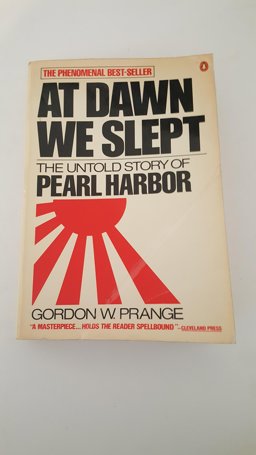 THE PHENOMENAL BEST-SELLER
AT DAWN
WE SLEPT
THE UNTOLD STORY OF
PEARL HARBOR
GORDON W. PRANGE
"A MASTERPIECE...HOLDS THE READER SPELLBOUND"—CLEVELAND PRESS